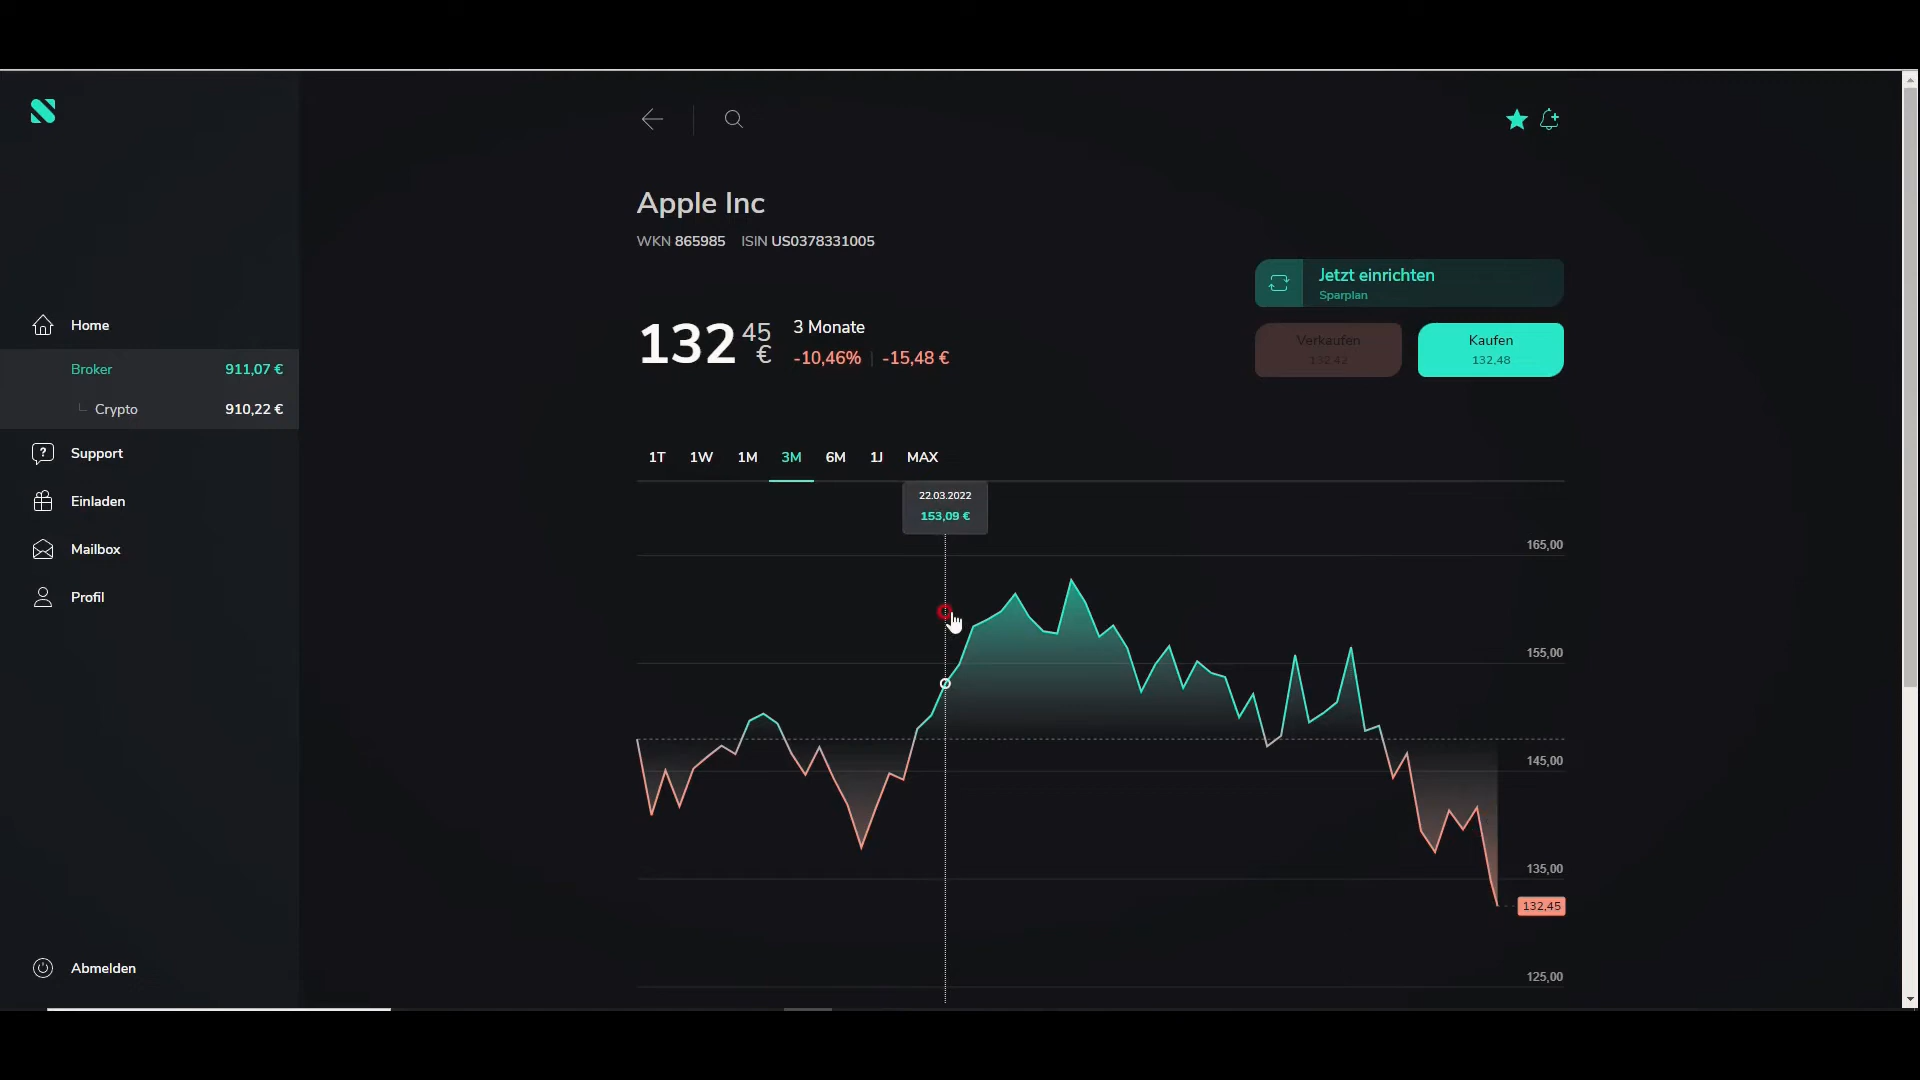 Apple Inc
WKN 865985 ISIN US0378331005
Jetzt einrichten
Sparplan
132 45 €
3 Monate
-10,46% -15,48 €
Verkaufen
132,42
Kaufen
132,48
Home
Broker 911,07 €
Crypto 910,22 €
Support
Einladen
Mailbox
Profil
Abmelden
1T 1W 1M 3M 6M 1J MAX
22.03.2022
153,09 €
165,00
155,00
145,00
135,00
132,45
125,00